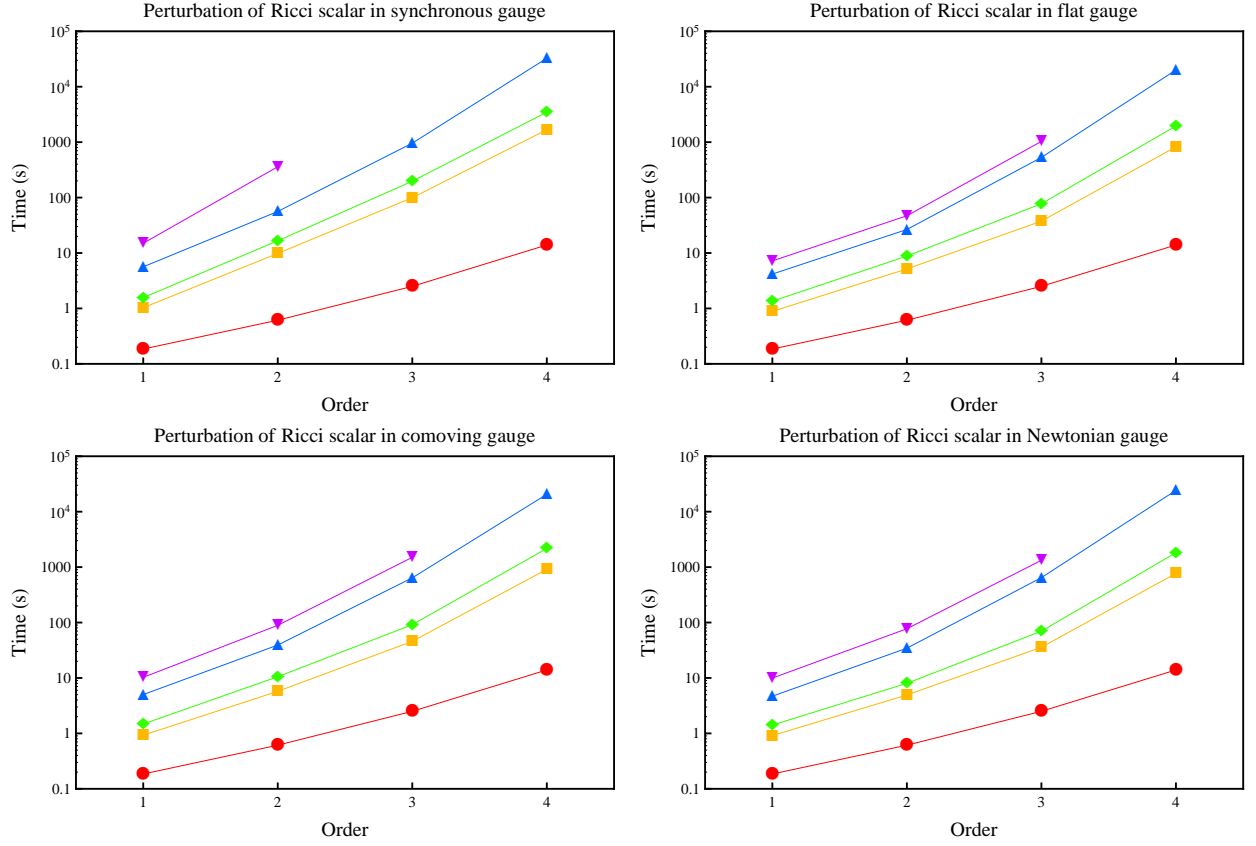 Perturbation of Ricci scalar in synchronous gauge
10^5
10^4
1000
100
10
1
0.1
Time (s)
1 2 3 4
Order
Perturbation of Ricci scalar in flat gauge
10^5
10^4
1000
100
10
1
0.1
Time (s)
1 2 3 4
Order
Perturbation of Ricci scalar in comoving gauge
10^5
10^4
1000
100
10
1
0.1
Time (s)
1 2 3 4
Order
Perturbation of Ricci scalar in Newtonian gauge
10^5
10^4
1000
100
10
1
0.1
Time (s)
1 2 3 4
Order